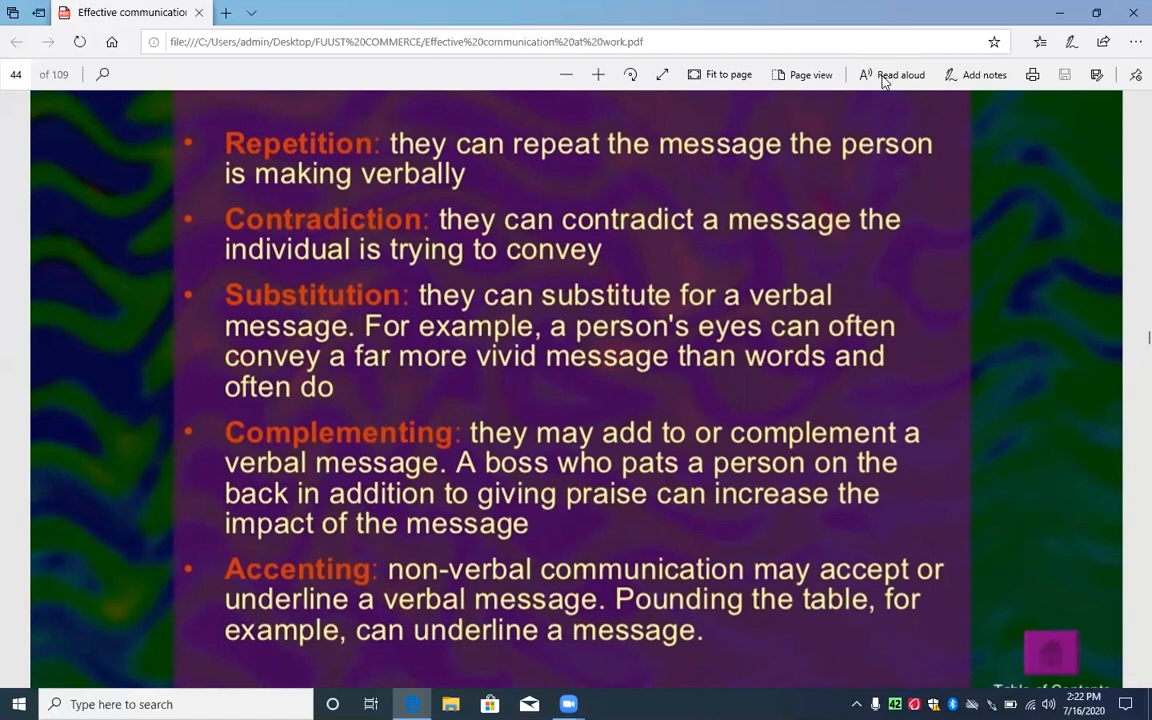 Effective communication
file:///C:/Users/admin/Desktop/FUUST%20COMMERCE/Effective%20communication%20at%20work.pdf
44 of 109 Fit to page Page view Read aloud Add notes
• Repetition: they can repeat the message the person
is making verbally
• Contradiction: they can contradict a message the
individual is trying to convey
• Substitution: they can substitute for a verbal
message. For example, a person's eyes can often
convey a far more vivid message than words and
often do
• Complementing: they may add to or complement a
verbal message. A boss who pats a person on the
back in addition to giving praise can increase the
impact of the message
• Accenting: non-verbal communication may accept or
underline a verbal message. Pounding the table, for
example, can underline a message.
Table of Contents
Type here to search
42
2:22 PM
7/16/2020